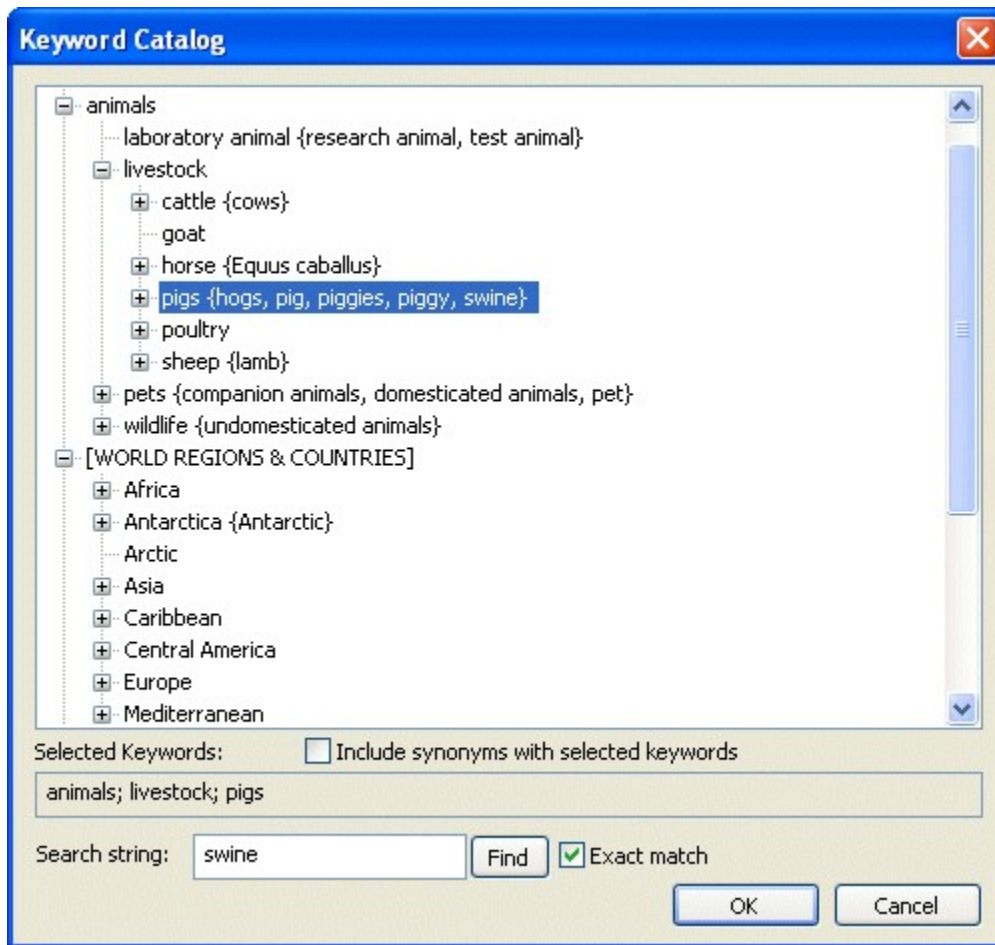 Keyword Catalog
animals
laboratory animal {research animal, test animal}
livestock
cattle {cows}
goat
horse {Equus caballus}
pigs {hogs, pig, piggies, piggy, swine}
poultry
sheep {lamb}
pets {companion animals, domesticated animals, pet}
wildlife {undomesticated animals}
[WORLD REGIONS & COUNTRIES]
Africa
Antarctica {Antarctic}
Arctic
Asia
Caribbean
Central America
Europe
Mediterranean
Selected Keywords: Include synonyms with selected keywords
animals; livestock; pigs
Search string: swine Find Exact match
OK Cancel